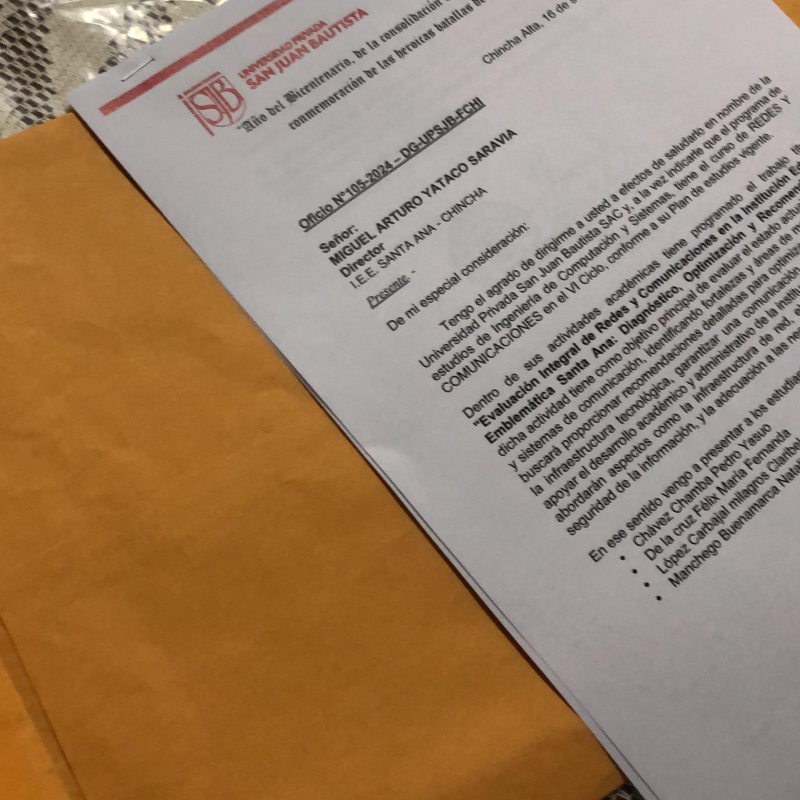 UNIVERSIDAD PRIVADA
SAN JUAN BAUTISTA
"Año del Bicentenario, de la consolidación
conmemoración de las heroicas batallas de
Chincha Alta, 16 de s
Oficio N°105-2024 – DG-UPSJB-FCHI
Señor:
MIGUEL ARTURO YATACO SARAVIA
Director
I.E.E. SANTA ANA - CHINCHA
Presente. -
De mi especial consideración:
Tengo el agrado de dirigirme a usted a efectos de saludarlo en nombre de la
Universidad Privada San Juan Bautista SAC y, a la vez indicarle que el programa de
estudios de Ingeniería de Computación y Sistemas, tiene el curso de REDES Y
COMUNICACIONES en el VI Ciclo, conforme a su Plan de estudios vigente.
Dentro de sus actividades académicas tiene programado el trabajo
"Evaluación Integral de Redes y Comunicaciones en la Institución
Emblemática Santa Ana: Diagnóstico, Optimización y
dicha actividad tiene como objetivo principal de evaluar el estado
y sistemas de comunicación, identificando fortalezas y áreas de
buscará proporcionar recomendaciones detalladas para
la infraestructura tecnológica, garantizar una comunicación
apoyar el desarrollo académico y administrativo de la
abordarán aspectos como la infraestructura de red,
seguridad de la información, y la adecuación a las
En ese sentido vengo a presentar a los
• Chávez Chamba Pedro Yasuo
• De la cruz Félix María Fernanda
• López Carbajal milagros
• Manchego Buenamarca